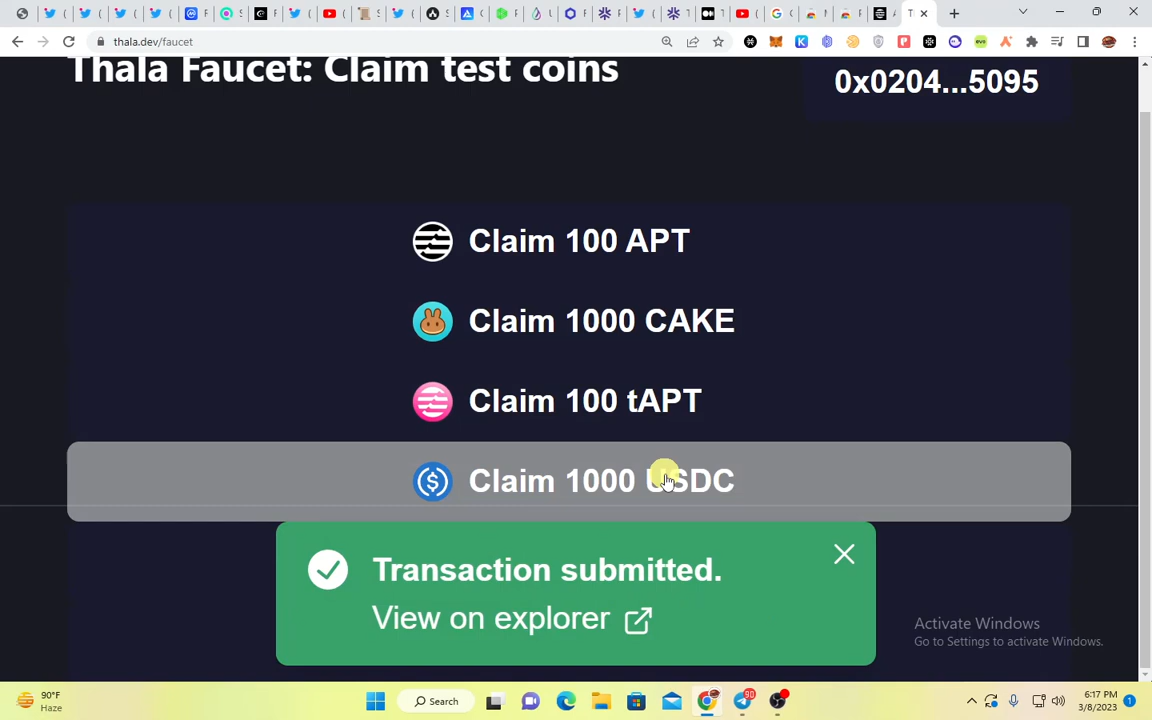 thala.dev/faucet
Thala Faucet: Claim test coins
0x0204...5095
Claim 100 APT
Claim 1000 CAKE
Claim 100 tAPT
Claim 1000 USDC
Transaction submitted.
View on explorer
Activate Windows
Go to Settings to activate Windows.
90°F
Haze
Search
90
6:17 PM
3/8/2023
1